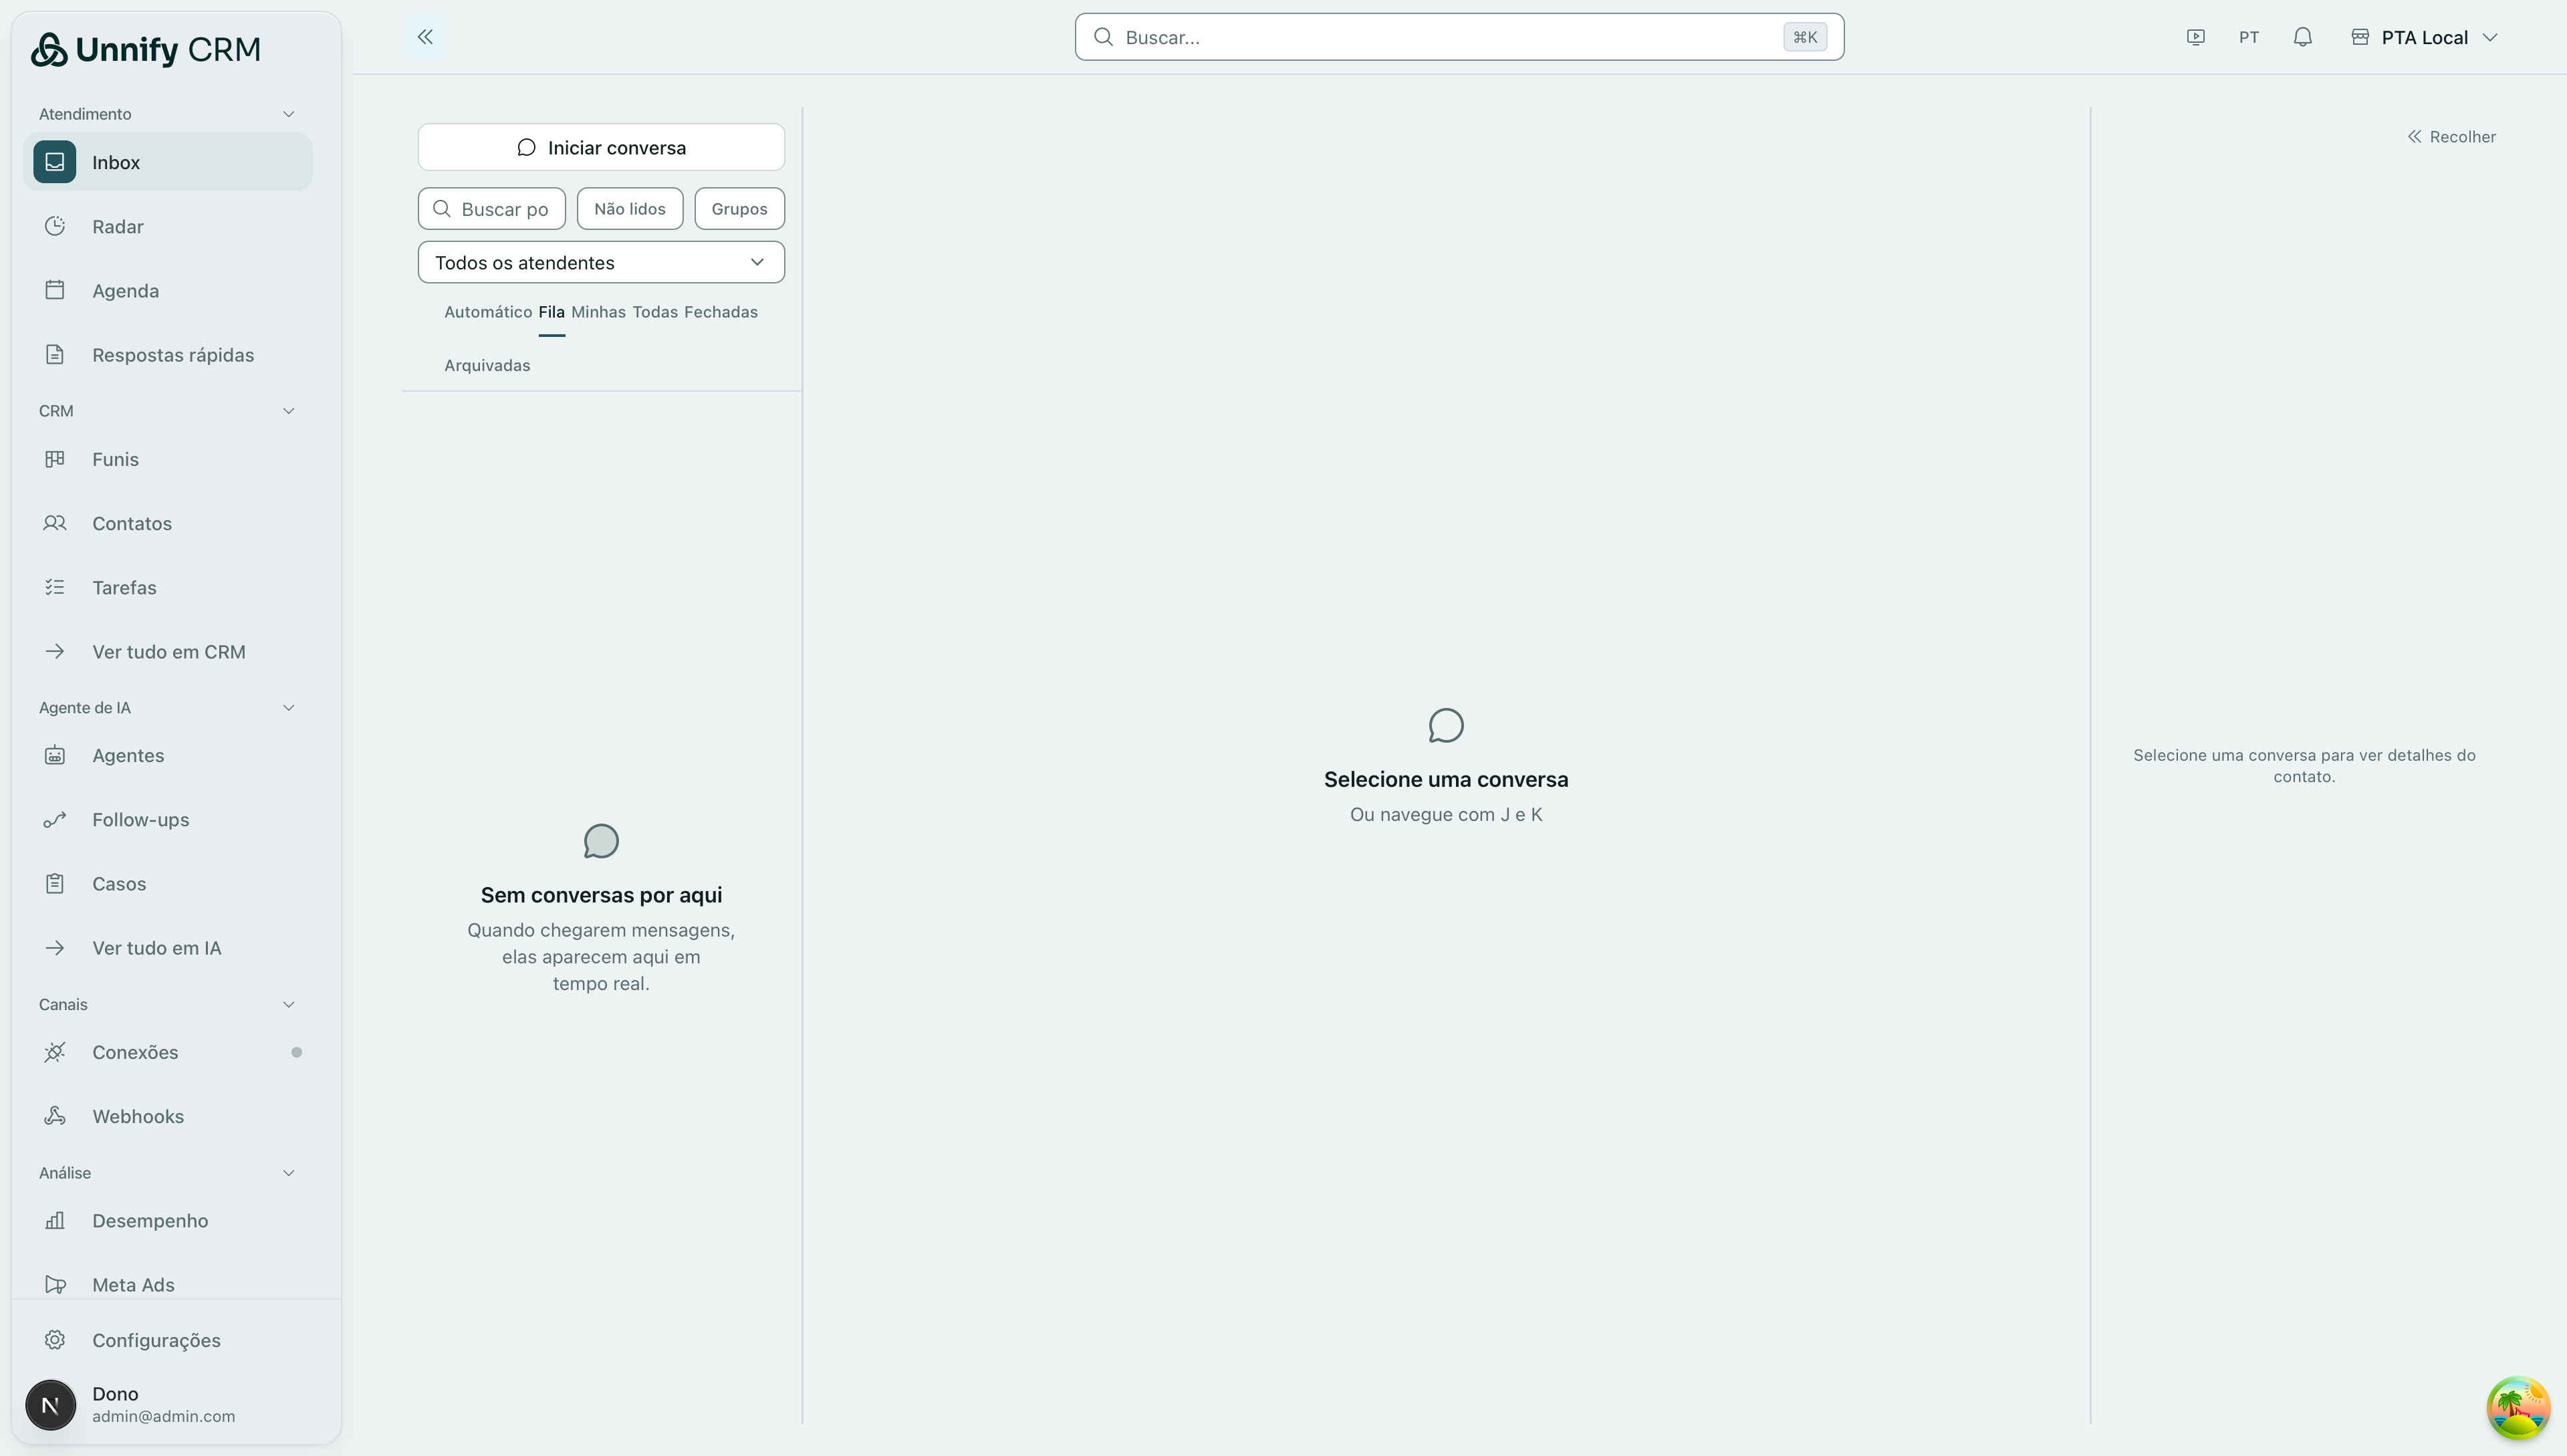 Unnify CRM
Atendimento
Inbox
Radar
Agenda
Respostas rápidas
CRM
Funis
Contatos
Tarefas
Ver tudo em CRM
Agente de IA
Agentes
Follow-ups
Casos
Ver tudo em IA
Canais
Conexões
Webhooks
Análise
Desempenho
Meta Ads
Configurações
N
Dono
admin@admin.com
Buscar...
⌘K
PT
PTA Local
Iniciar conversa
Buscar po
Não lidos
Grupos
Todos os atendentes
Automático Fila Minhas Todas Fechadas
Arquivadas
Sem conversas por aqui
Quando chegarem mensagens,
elas aparecem aqui em
tempo real.
Selecione uma conversa
Ou navegue com J e K
Recolher
Selecione uma conversa para ver detalhes do
contato.